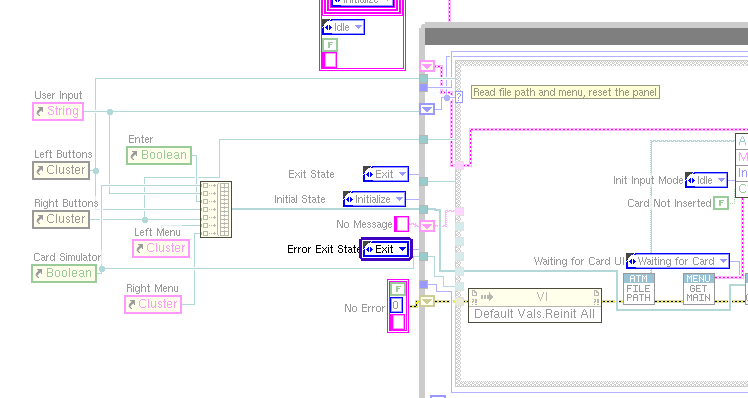 Initialize
Idle
F
User Input
String
Read file path and menu, reset the panel
?
Enter
Boolean
A
Left Buttons
Cluster
M
Exit State
Exit
Init Input Mode
Idle
In
Initial State
Initialize
C
Right Buttons
Cluster
Card Not Inserted
F
No Message
Left Menu
Cluster
Error Exit State
Exit
Card Simulator
Boolean
Waiting for Card UI
Waiting for Card
ATM
FILE
PATH
MENU
GET
MAIN
Right Menu
Cluster
F
0
No Error
VI
Default Vals.Reinit All